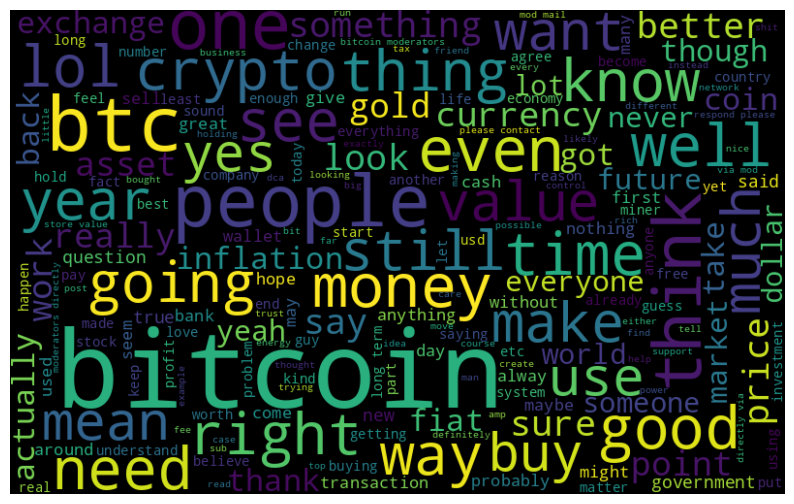 exchange one something want better
long run mod mail bitcoin moderators friend shit
number business change tax agree many become instead
lol crypto thing know though
sell least enough give lot country every
feel sound great gold life economy network
back btc see currency never coin different respond please
everything please contact
asset yes look even got well
fact little bought company looking exactly making likely nice via mod
hold today dca another cash reason future yet said
year best people big value first miner control
store value holding bit
really wallet start usd possible nothing think rich much
work question far let anyone free
happen pay inflation still time everyone already dollar
going hope money without market take
post end trust care
made true bank may anything guess either tell
moderators directly stock love yeah say make saying world find
keep seem guy day move idea course etc support price
used bitcoin profit long term alway use help investment
actually problem energy kind part system create someone power
trying thought maybe man
mean worth come fiat new sure good directly via
example fee amp
around understand right getting definitely way buy point
case sub believe top buying might government using
real need thank read transaction probably matter put